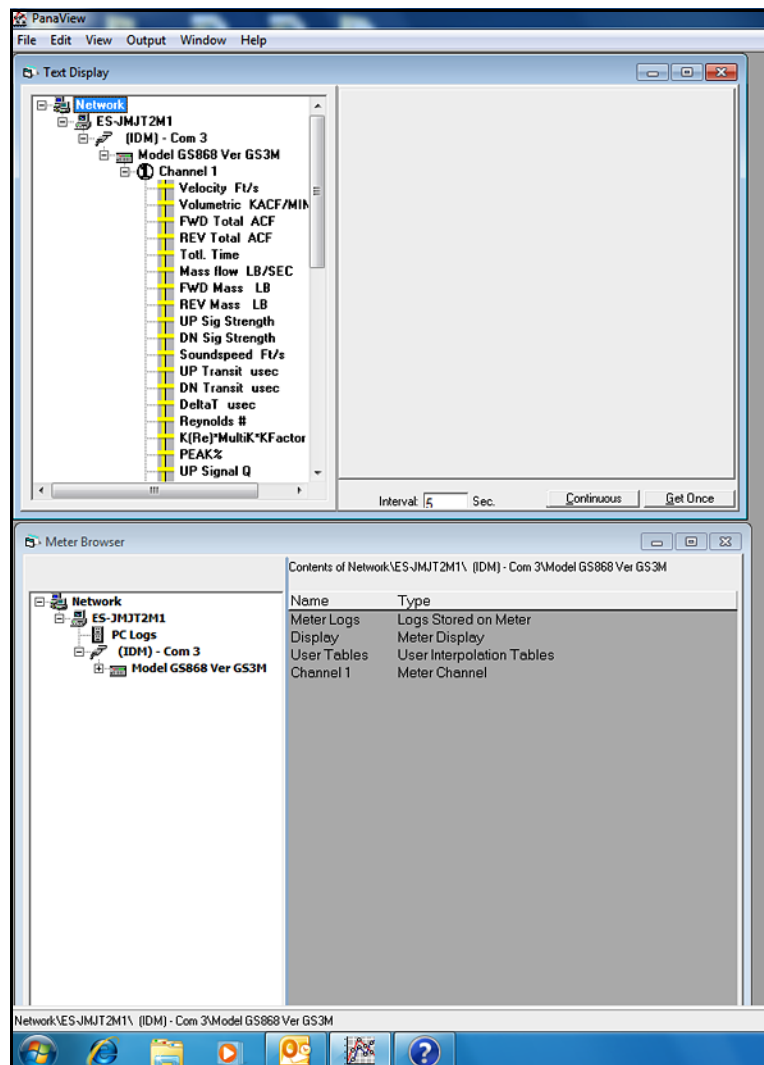 PanaView
File Edit View Output Window Help
Text Display
Network
ES-JMJT2M1
(IDM) - Com 3
Model GS868 Ver GS3M
1 Channel 1
Velocity Ft/s
Volumetric KACF/MIN
FWD Total ACF
REV Total ACF
Totl. Time
Mass flow LB/SEC
FWD Mass LB
REV Mass LB
UP Sig Strength
DN Sig Strength
Soundspeed Ft/s
UP Transit usec
DN Transit usec
DeltaT usec
Reynolds #
K(Re)*MultiK*KFactor
PEAK%
UP Signal Q
Interval: 5 Sec. Continuous Get Once
Meter Browser
Contents of Network\ES-JMJT2M1\ (IDM) - Com 3\Model GS868 Ver GS3M
Network
ES-JMJT2M1
PC Logs
(IDM) - Com 3
Model GS868 Ver GS3M
Name Type
Meter Logs Logs Stored on Meter
Display Meter Display
User Tables User Interpolation Tables
Channel 1 Meter Channel
Network\ES-JMJT2M1\ (IDM) - Com 3\Model GS868 Ver GS3M